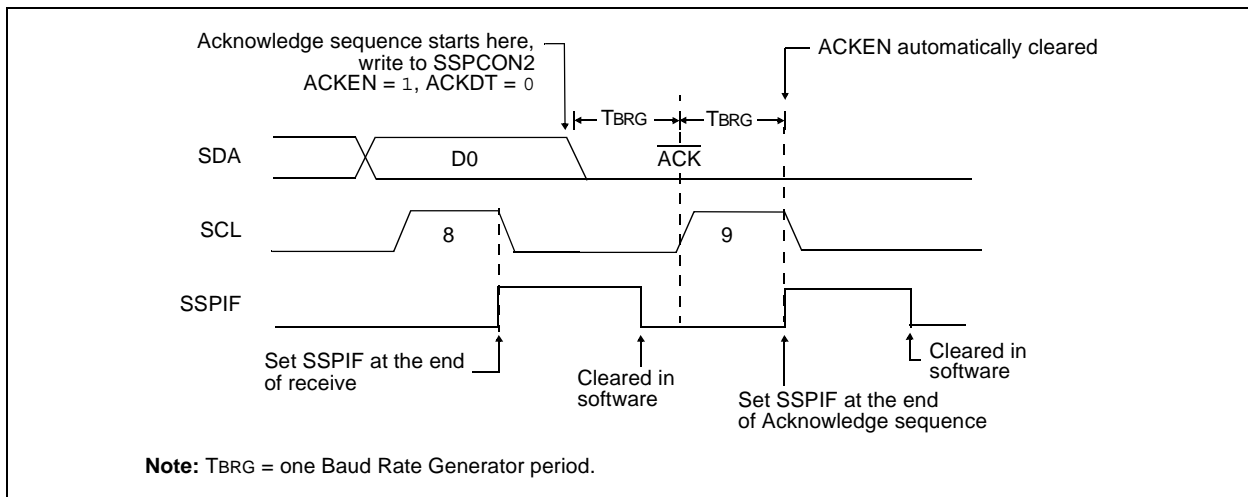 Acknowledge sequence starts here,
write to SSPCON2
ACKEN = 1, ACKDT = 0
ACKEN automatically cleared
TBRG
TBRG
SDA
D0
ACK
SCL
8
9
SSPIF
Set SSPIF at the end
of receive
Cleared in
software
Set SSPIF at the end
of Acknowledge sequence
Cleared in
software
Note: TBRG = one Baud Rate Generator period.